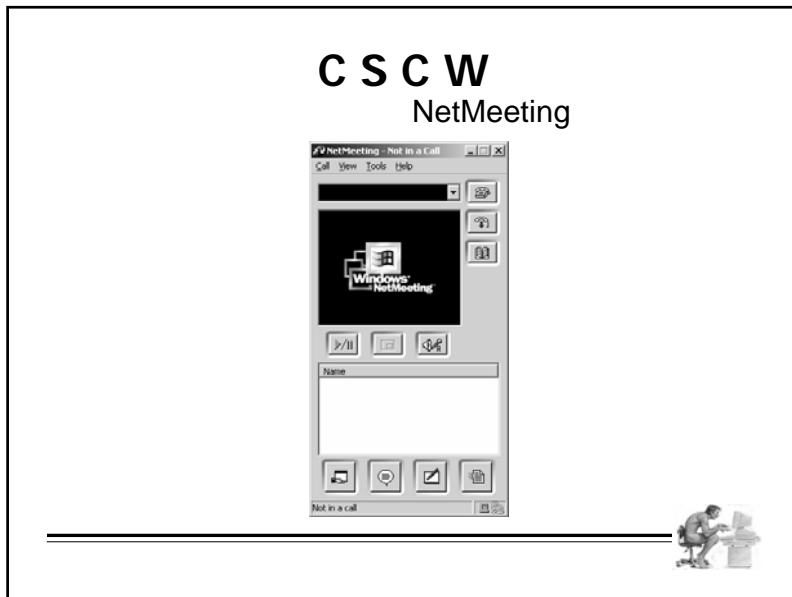 C S C W
NetMeeting
NetMeeting - Not in a Call
Call View Tools Help
Windows
NetMeeting
Name
Not in a call